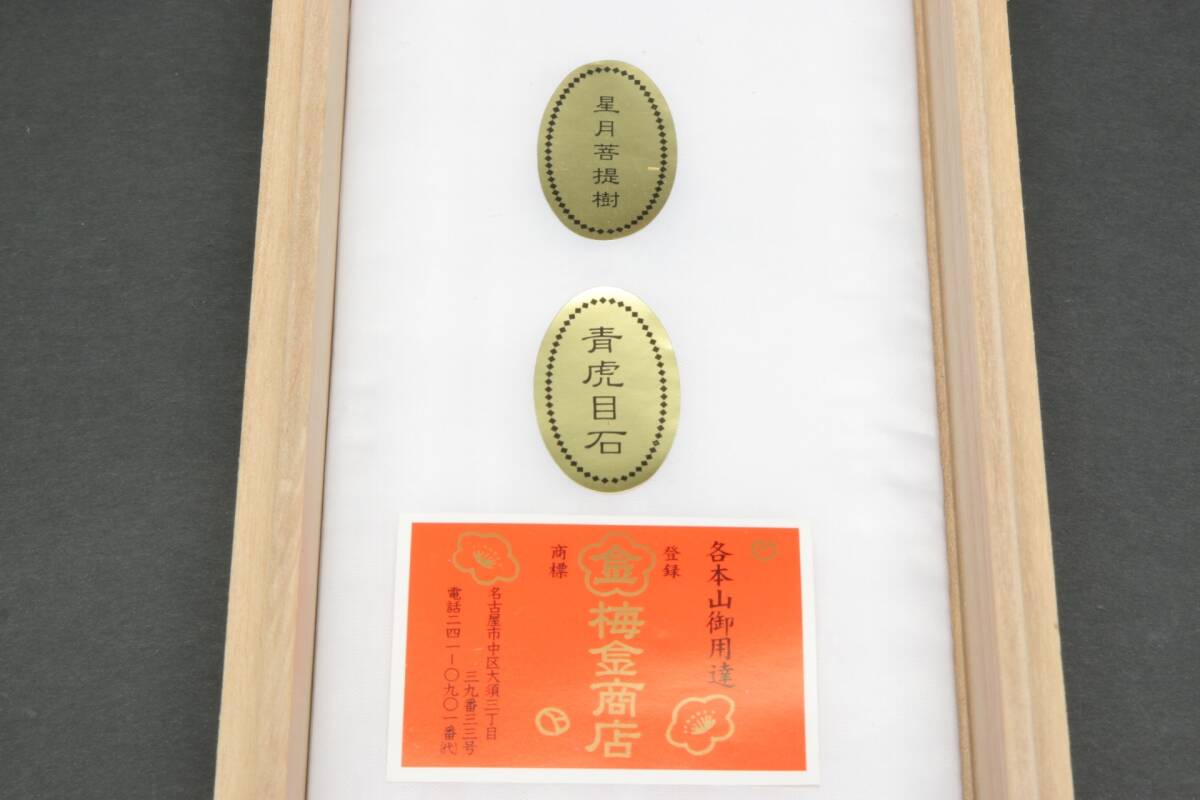 星月菩提樹
青虎目石
各本山御用達
登録
金
商標
梅金商店
名古屋市中区大須三丁目
三九番三三号
電話二四一ー〇九〇一番㈹